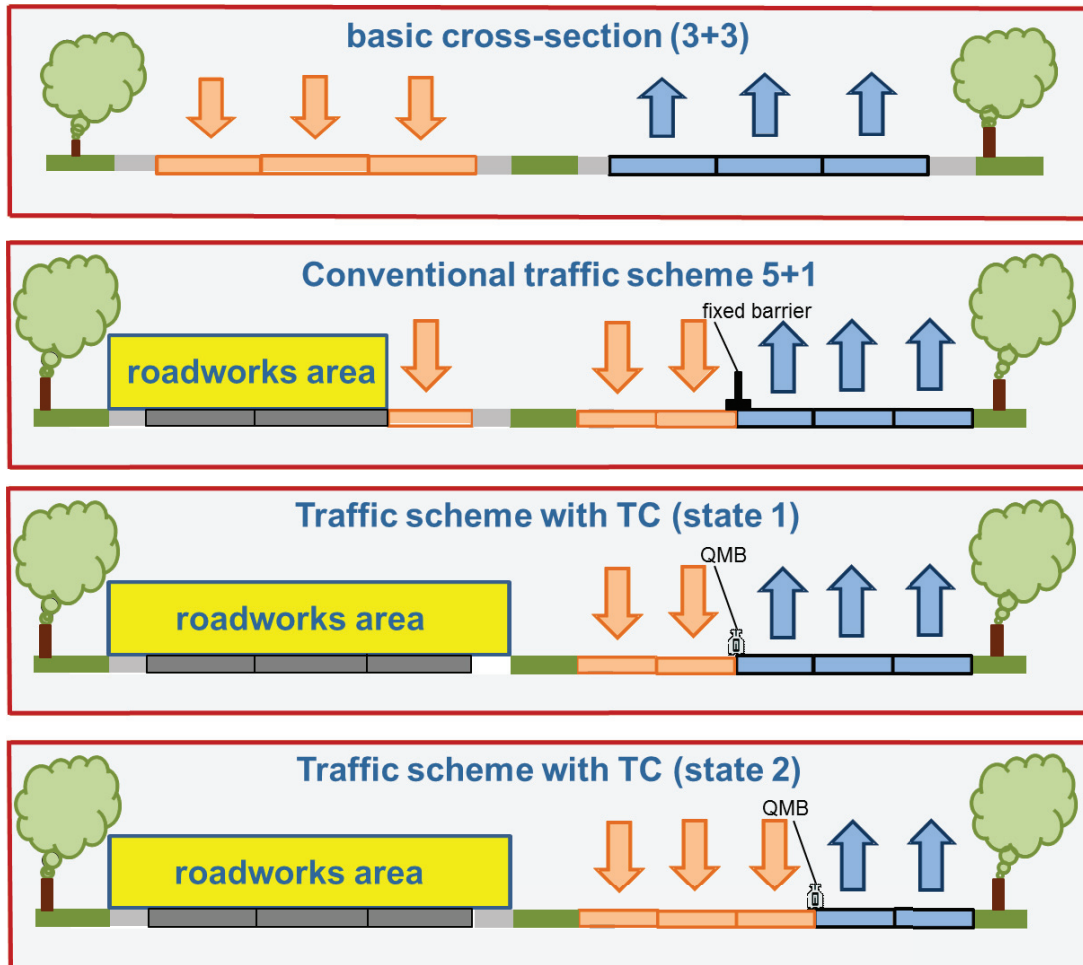 basic cross-section (3+3)
Conventional traffic scheme 5+1
fixed barrier
roadworks area
Traffic scheme with TC (state 1)
QMB
roadworks area
Traffic scheme with TC (state 2)
QMB
roadworks area